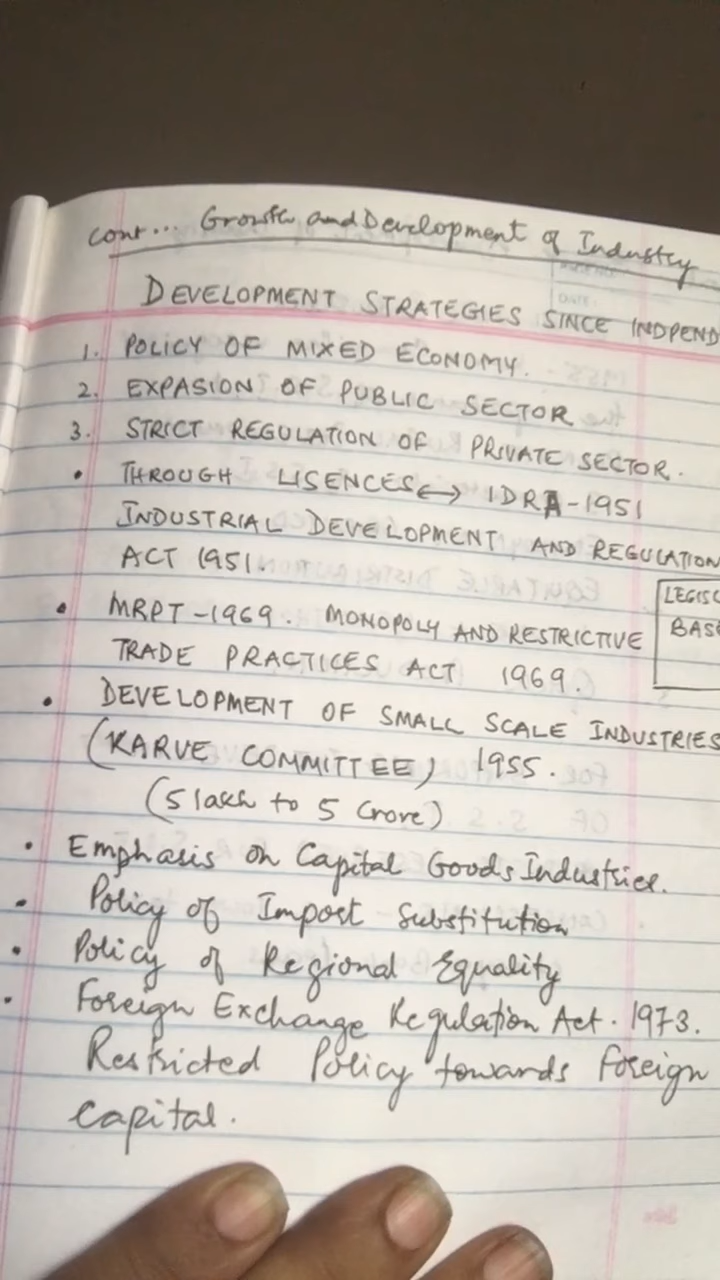 cont... Growth and Development of Industry
DEVELOPMENT STRATEGIES SINCE INDPEND
1. POLICY OF MIXED ECONOMY.
2. EXPASION OF PUBLIC SECTOR
3. STRICT REGULATION OF PRIVATE SECTOR.
• THROUGH LISENCES ↔ IDRA-1951
INDUSTRIAL DEVELOPMENT AND REGULATION
ACT 1951.
• MRPT-1969. MONOPOLY AND RESTRICTIVE
TRADE PRACTICES ACT 1969.
LEGISL
BASE
• DEVELOPMENT OF SMALL SCALE INDUSTRIES
(KARVE COMMITTEE) 1955.
(5 lakh to 5 Crore)
• Emphasis on Capital Goods Industries.
• Policy of Import Substitution
• Policy of Regional Equality
• Foreign Exchange Regulation Act. 1973.
Restricted Policy towards foreign
capital.